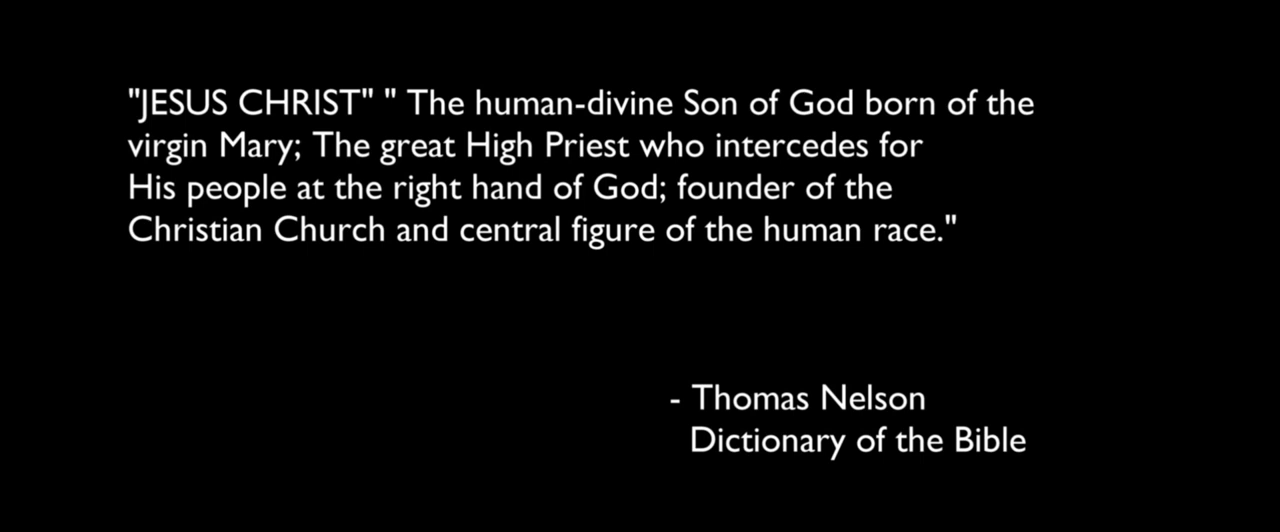 "JESUS CHRIST" " The human-divine Son of God born of the
virgin Mary; The great High Priest who intercedes for
His people at the right hand of God; founder of the
Christian Church and central figure of the human race."
- Thomas Nelson
Dictionary of the Bible